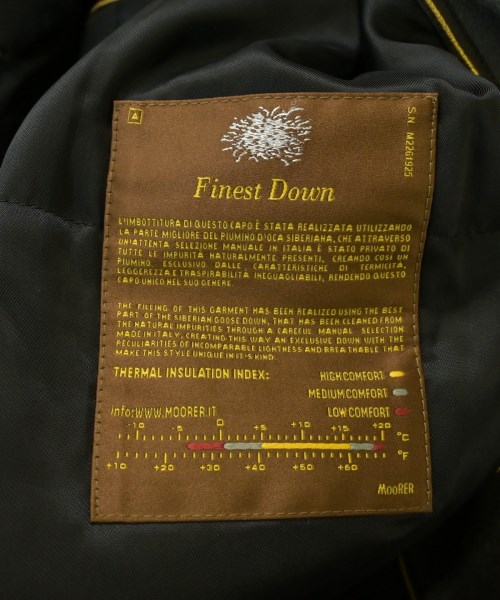 A
S.N. M2261925
Finest Down
L'IMBOTTITURA DI QUESTO CAPO È STATA REALIZZATA UTILIZZANDO
LA PARTE MIGLIORE DEL PIUMINO D'OCA SIBERIANA, CHE ATTRAVERSO
UN'ATTENTA SELEZIONE MANUALE IN ITALIA È STATO PRIVATO DI
TUTTE LE IMPURITÀ NATURALMENTE PRESENTI, CREANDO COSÌ UN
PIUMINO ESCLUSIVO DALLE CARATTERISTICHE DI TERMICITÀ,
LEGGEREZZA E TRASPIRABILITÀ INEGUAGLIABILI, RENDENDO QUESTO
CAPO UNICO NEL SUO GENERE.
THE FILLING OF THIS GARMENT HAS BEEN REALIZED USING THE BEST
PART OF THE SIBERIAN GOOSE DOWN, THAT HAS BEEN CLEANED FROM
THE NATURAL IMPURITIES THROUGH A CAREFUL MANUAL SELECTION
MADE IN ITALY, CREATING THIS WAY AN EXCLUSIVE DOWN WITH THE
PECULIARITIES OF INCOMPARABLE LIGHTNESS AND BREATHABLE THAT
MAKE THIS STYLE UNIQUE IN IT'S KIND.
THERMAL INSULATION INDEX: HIGH COMFORT
MEDIUM COMFORT
info: WWW.MOORER.IT LOW COMFORT
-10 -5 0 +5 +10 +15 +20
°C
°F
+10 +20 +30 +40 +50 +60
MooRER